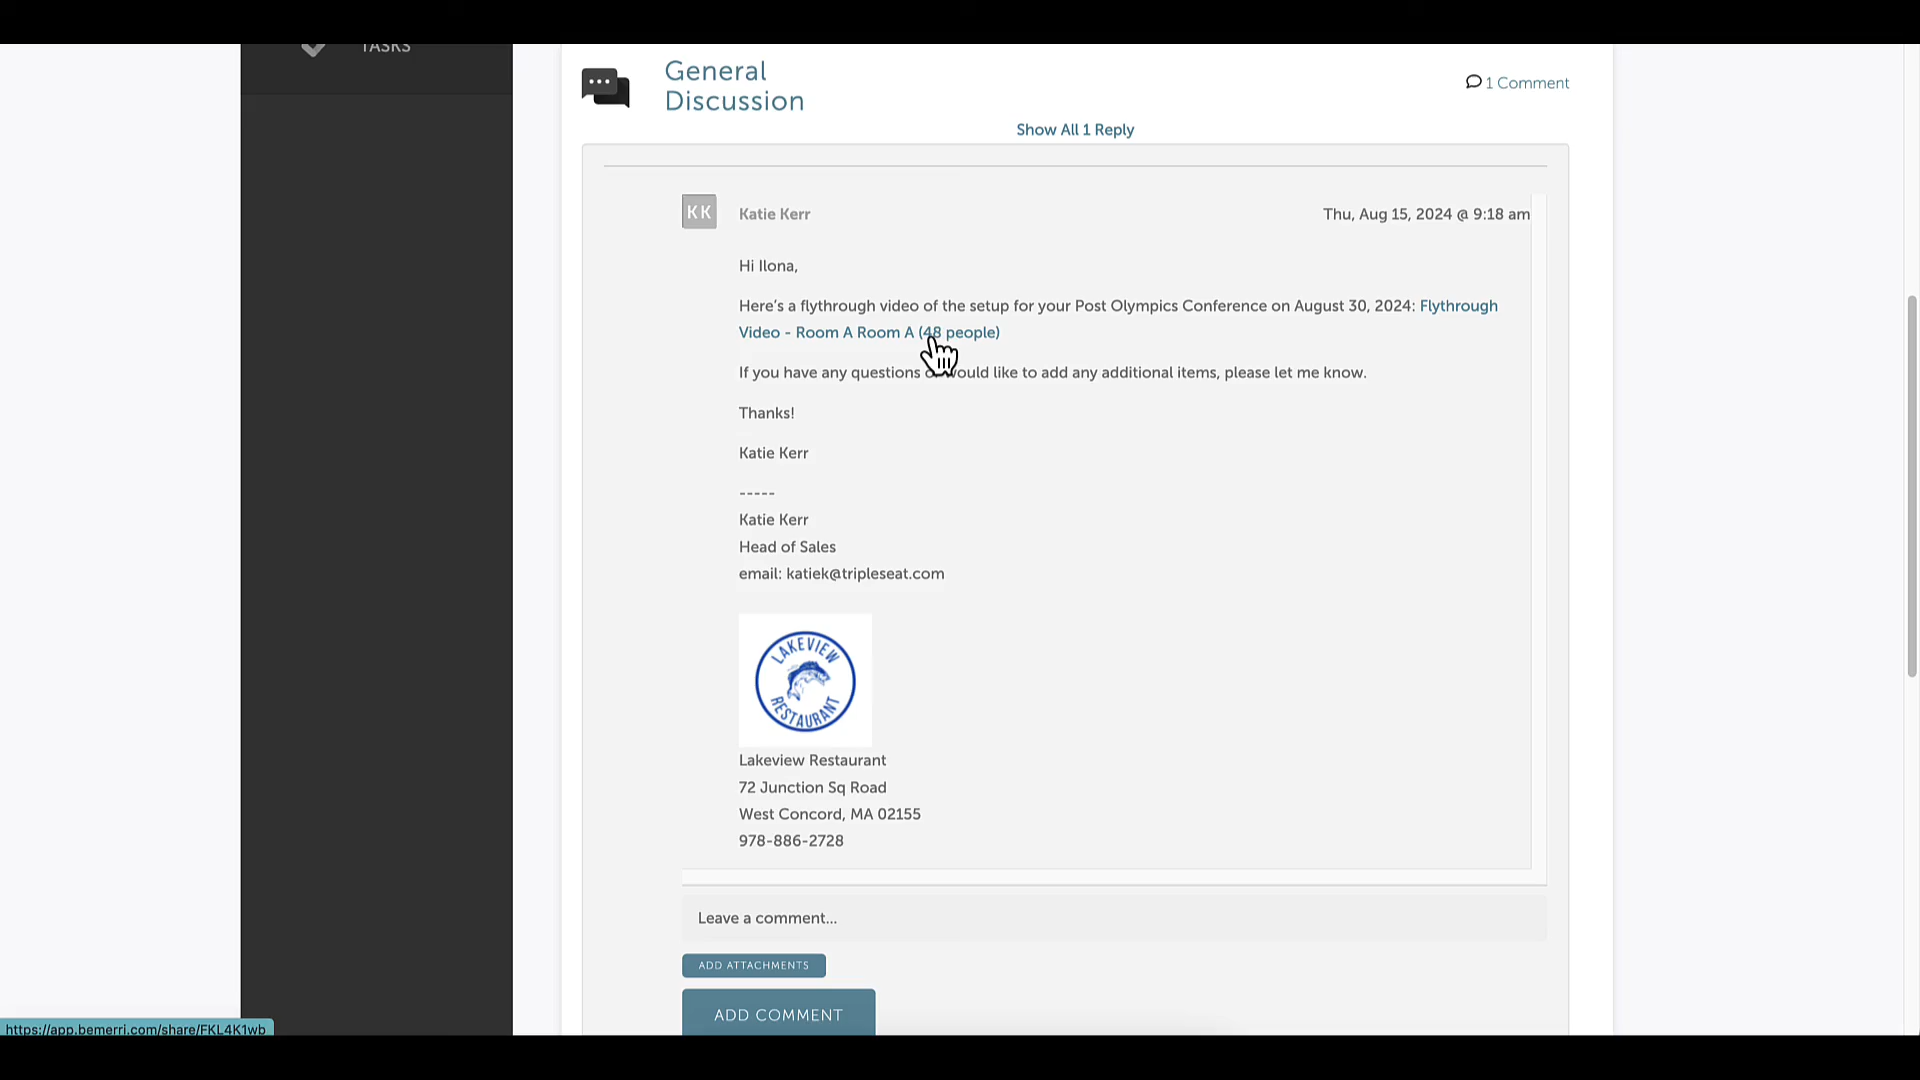 TASKS
General
Discussion
1 Comment
Show All 1 Reply
KK
Katie Kerr
Thu, Aug 15, 2024 @ 9:18 am
Hi Ilona,
Here's a flythrough video of the setup for your Post Olympics Conference on August 30, 2024: Flythrough
Video - Room A Room A (48 people)
If you have any questions or would like to add any additional items, please let me know.
Thanks!
Katie Kerr
-----
Katie Kerr
Head of Sales
email: katiek@tripleseat.com
LAKEVIEW
RESTAURANT
Lakeview Restaurant
72 Junction Sq Road
West Concord, MA 02155
978-886-2728
Leave a comment...
ADD ATTACHMENTS
ADD COMMENT
https://app.bemerri.com/share/FKL4K1wb